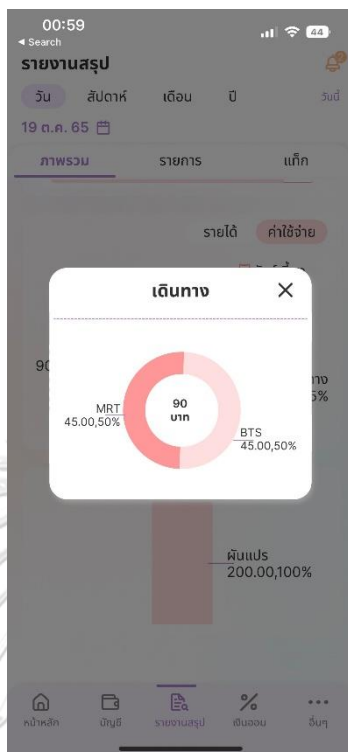 00:59
44
Search
รายงานสรุป
วัน สัปดาห์ เดือน ปี วันนี้
19 ต.ค. 65
ภาพรวม รายการ แท็ก
รายได้ ค่าใช้จ่าย
เดินทาง
90
บาท
MRT
45.00,50%
BTS
45.00,50%
ผันแปร
200.00,100%
หน้าหลัก บัญชี รายงานสรุป เงินออม อื่นๆ